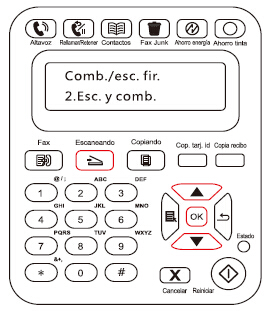 Altavoz Rellamar/Retener Contactos Fax Junk Ahorro energía Ahorro tinta
Comb./esc. fir.
2.Esc. y comb.
Fax Escaneando Copiando Cop. tarj. Id Copia recibo
@/: ABC DEF
1 2 3
GHI JKL MNO
4 5 6 OK
PQRS TUV WXYZ Estado
7 8 9
&+,
* 0 # X
Cancelar Reiniciar